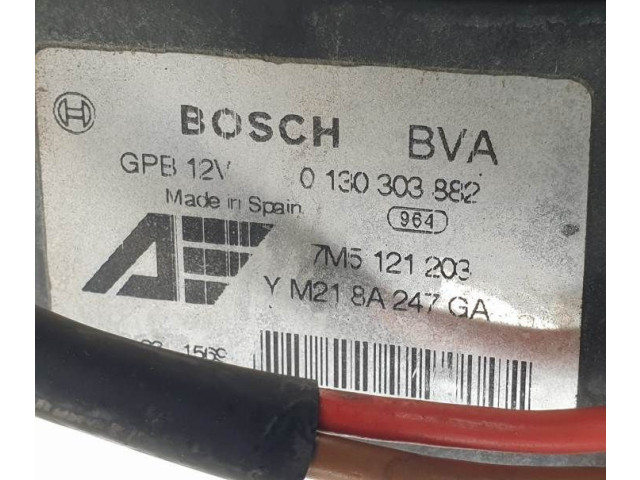 BOSCH BVA
GPB 12V 0 130 303 882
Made in Spain
964
7M5 121 203
Y M21 8A 247 GA
1569